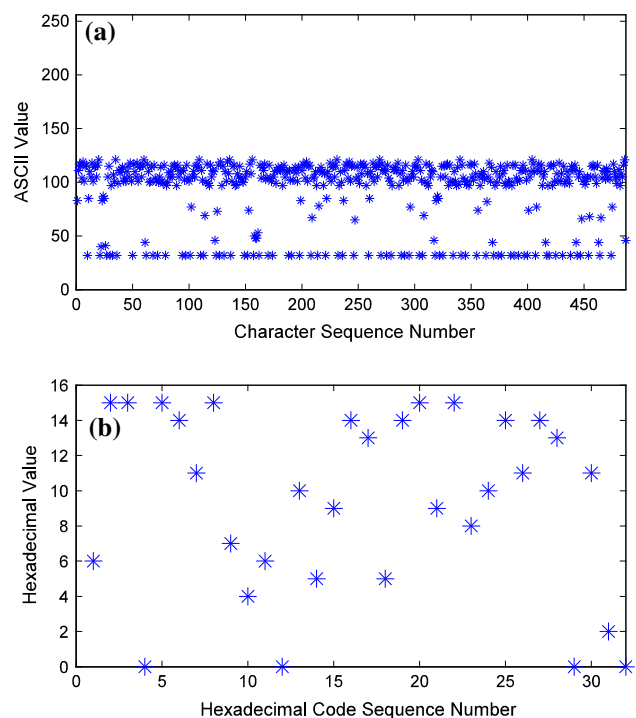 (a)
250
200
150
100
50
0
ASCII Value
0 50 100 150 200 250 300 350 400 450
Character Sequence Number
(b)
16
14
12
10
8
6
4
2
0
Hexadecimal Value
0 5 10 15 20 25 30
Hexadecimal Code Sequence Number